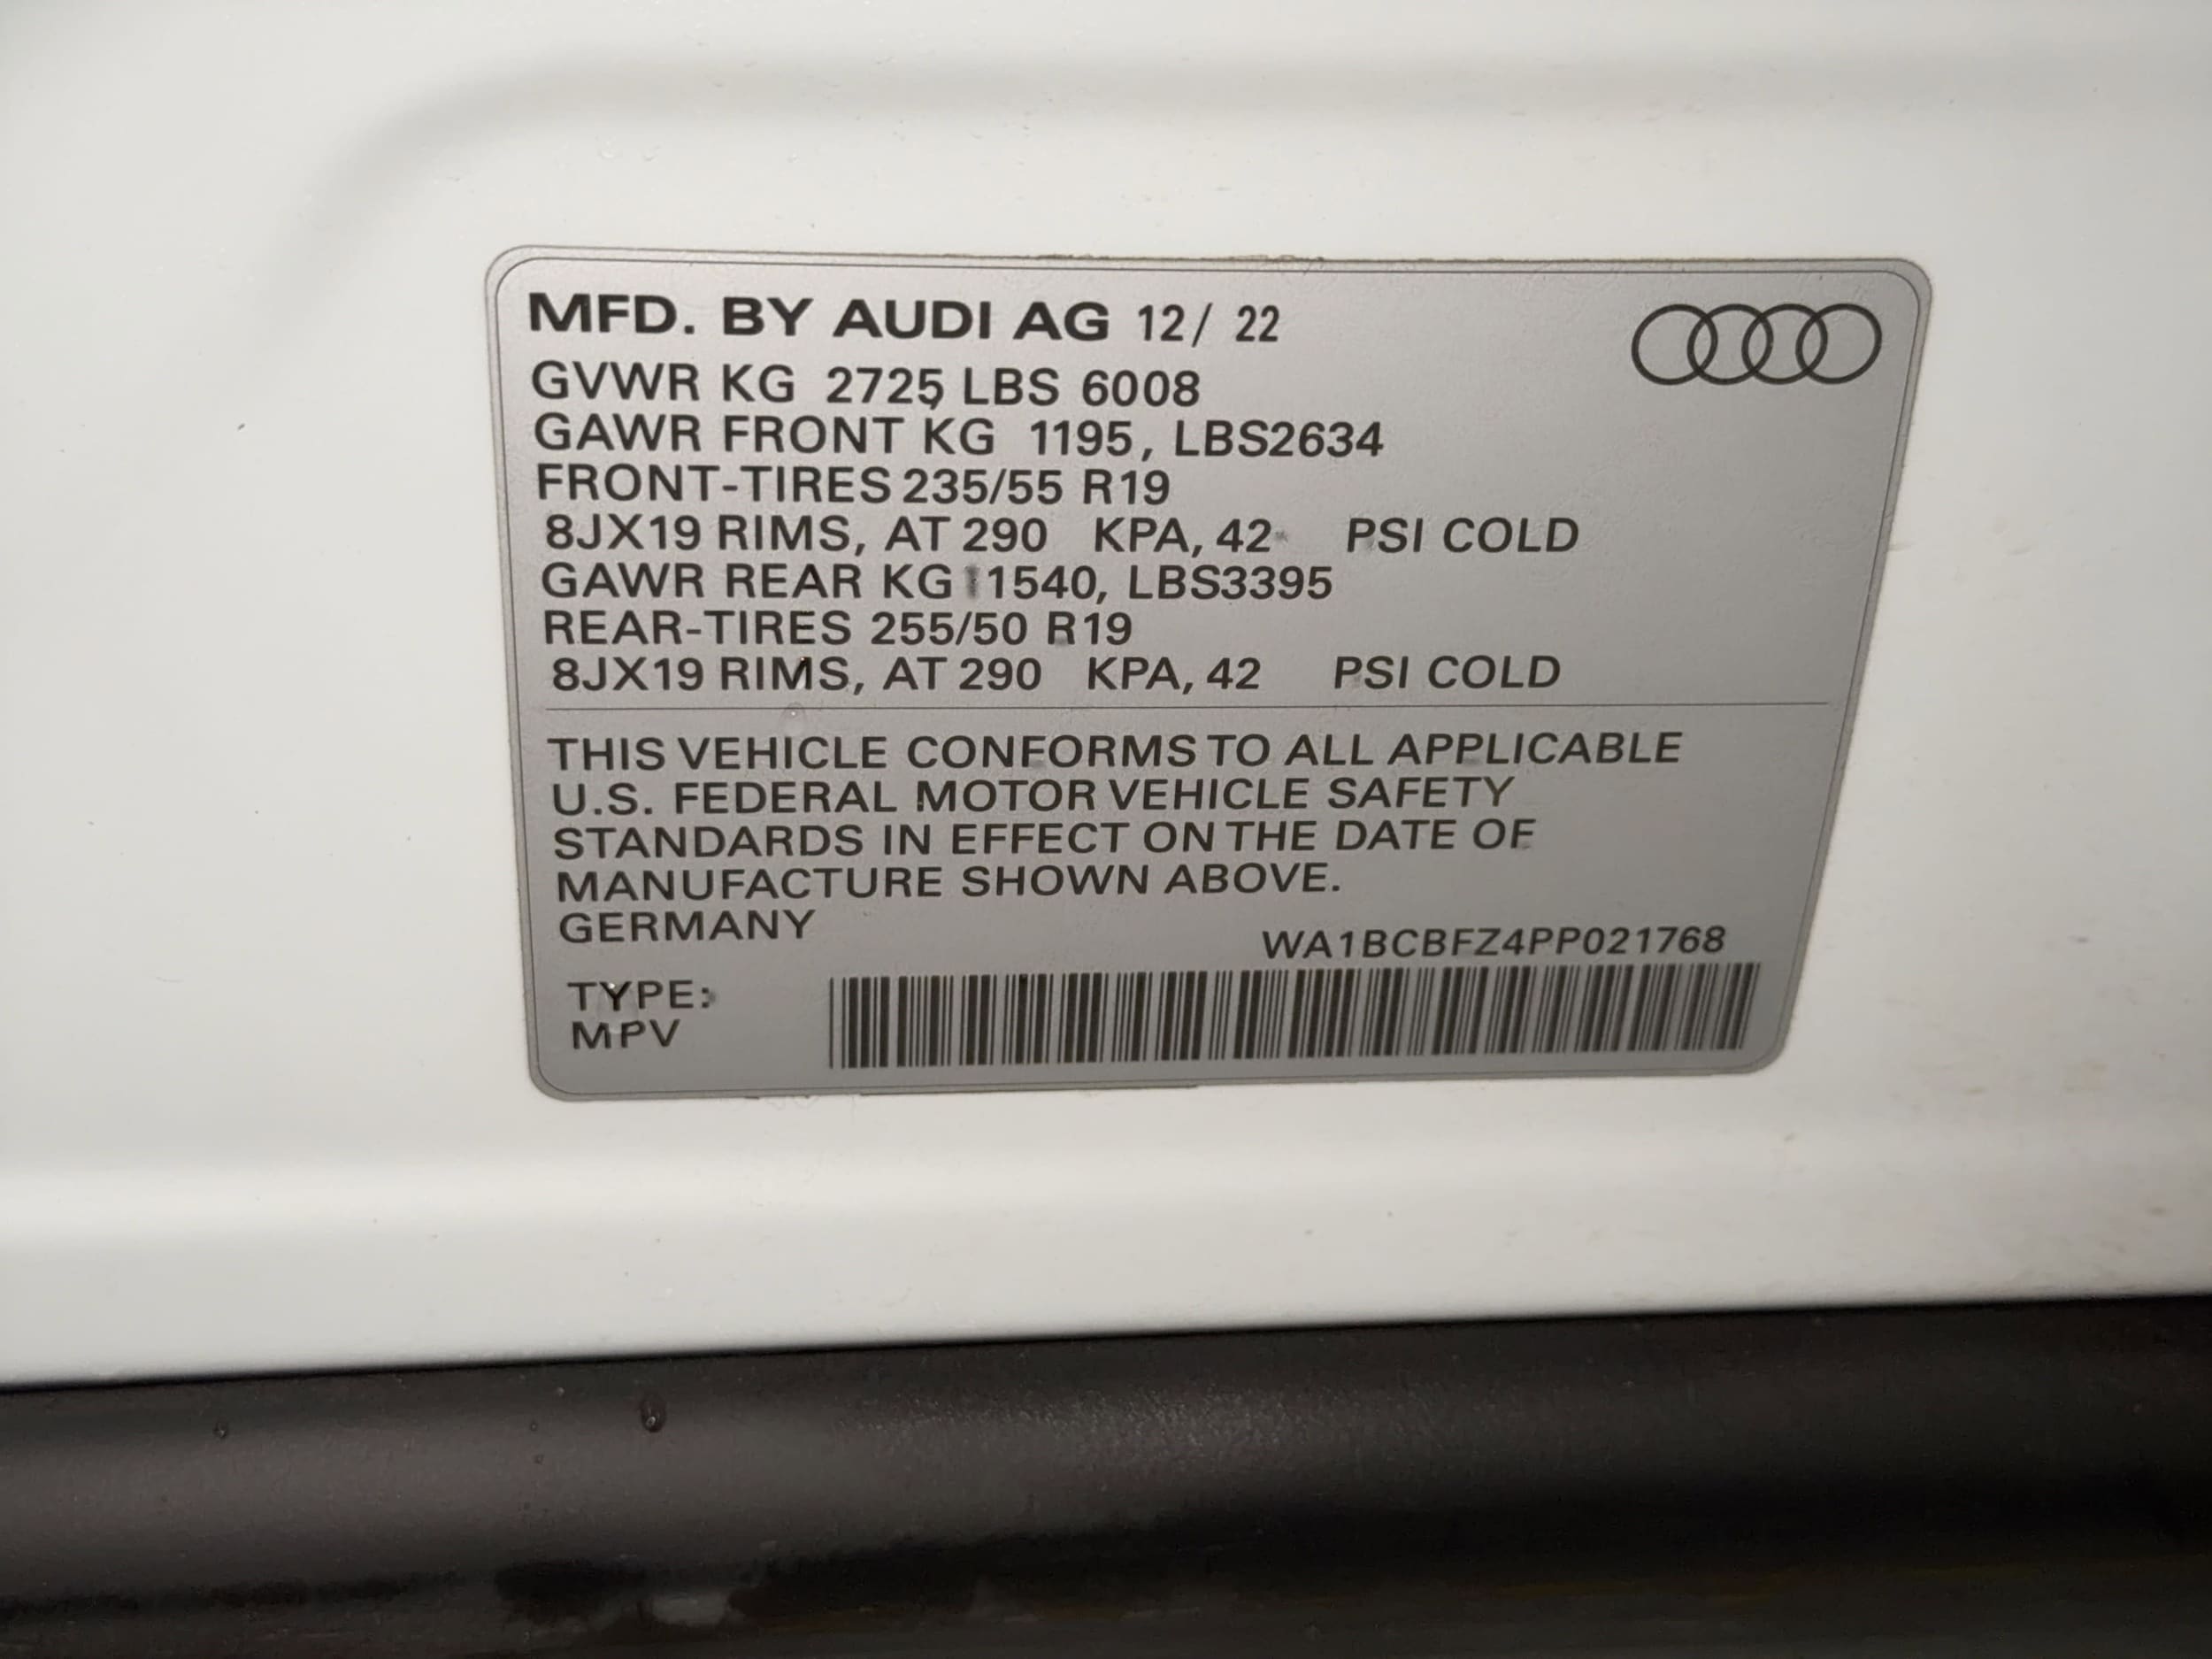 MFD. BY AUDI AG 12/ 22
GVWR KG 2725, LBS 6008
GAWR FRONT KG 1195, LBS2634
FRONT-TIRES 235/55 R19
8JX19 RIMS, AT 290 KPA, 42 PSI COLD
GAWR REAR KG 1540, LBS3395
REAR-TIRES 255/50 R19
8JX19 RIMS, AT 290 KPA, 42 PSI COLD
THIS VEHICLE CONFORMS TO ALL APPLICABLE
U.S. FEDERAL MOTOR VEHICLE SAFETY
STANDARDS IN EFFECT ON THE DATE OF
MANUFACTURE SHOWN ABOVE.
GERMANY
WA1BCBFZ4PP021768
TYPE:
MPV